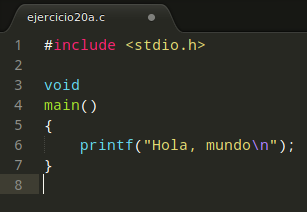 ejercicio20a.c
1 #include <stdio.h>
2
3 void
4 main()
5 {
6     printf("Hola, mundo\n");
7 }
8